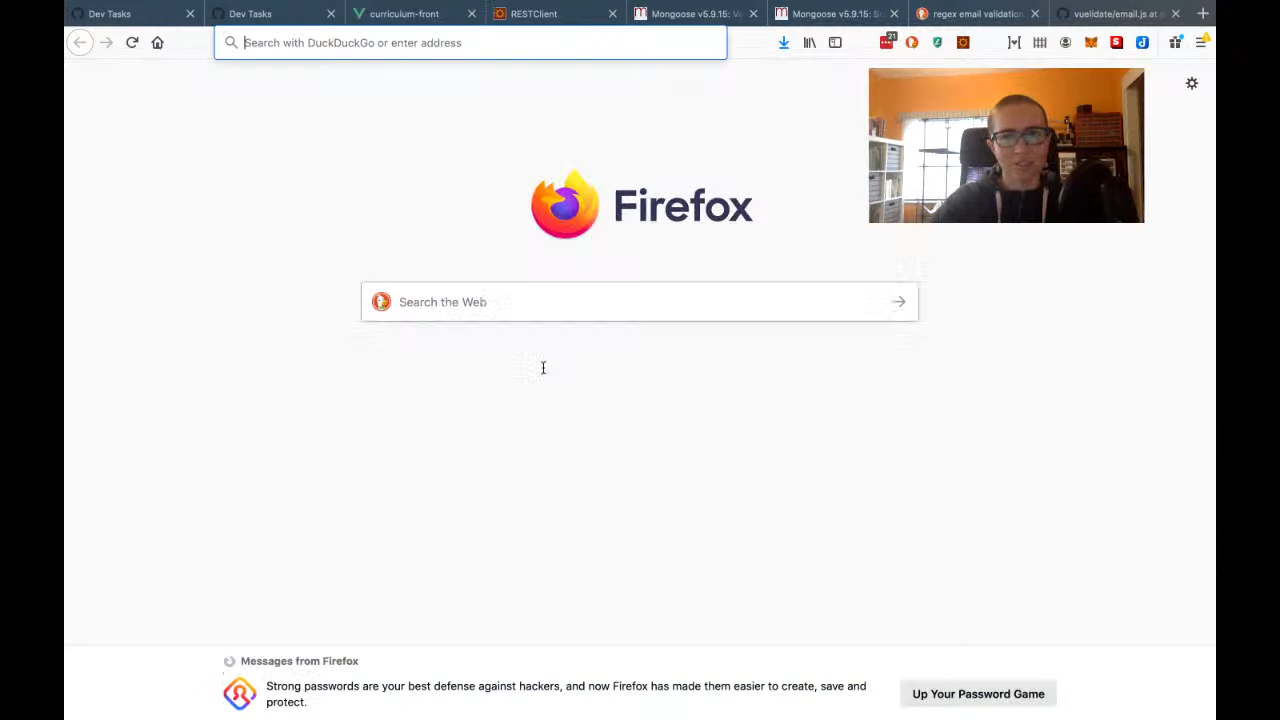 Dev Tasks
Dev Tasks
curriculum-front
RESTClient
Mongoose v5.9.15: Ve
Mongoose v5.9.15: S
regex email validation
vuelidate/email.js at
Search with DuckDuckGo or enter address
21
Firefox
Search the Web
Messages from Firefox
Strong passwords are your best defense against hackers, and now Firefox has made them easier to create, save and
protect.
Up Your Password Game